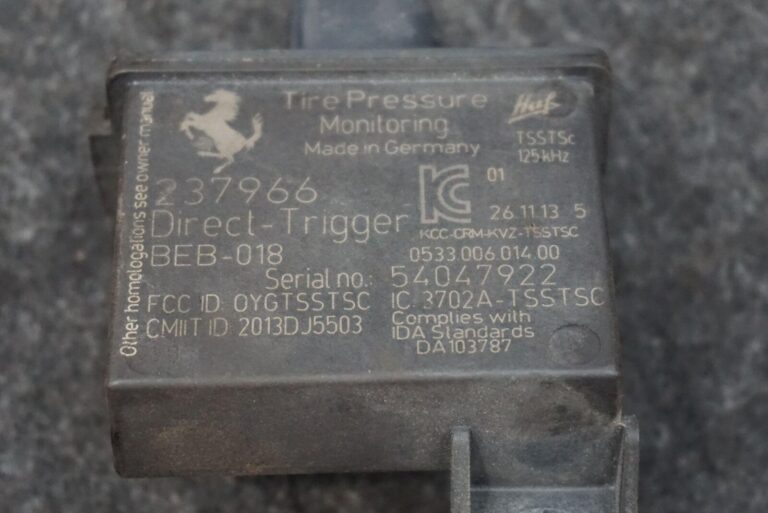 Tire Pressure
Monitoring
Made in Germany
Huf
TSSTSc
125kHz
Other homologations see owner manual
237966
Direct-Trigger
BEB-018
KC
01
26.11.13 5
KCC-CRM-KVZ-TSSTSC
0533.006.014.00
Serial no.: 54047922
FCC ID: OYGTSSTSC IC: 3702A-TSSTSC
CMIIT ID: 2013DJ5503
Complies with
IDA Standards
DA103787